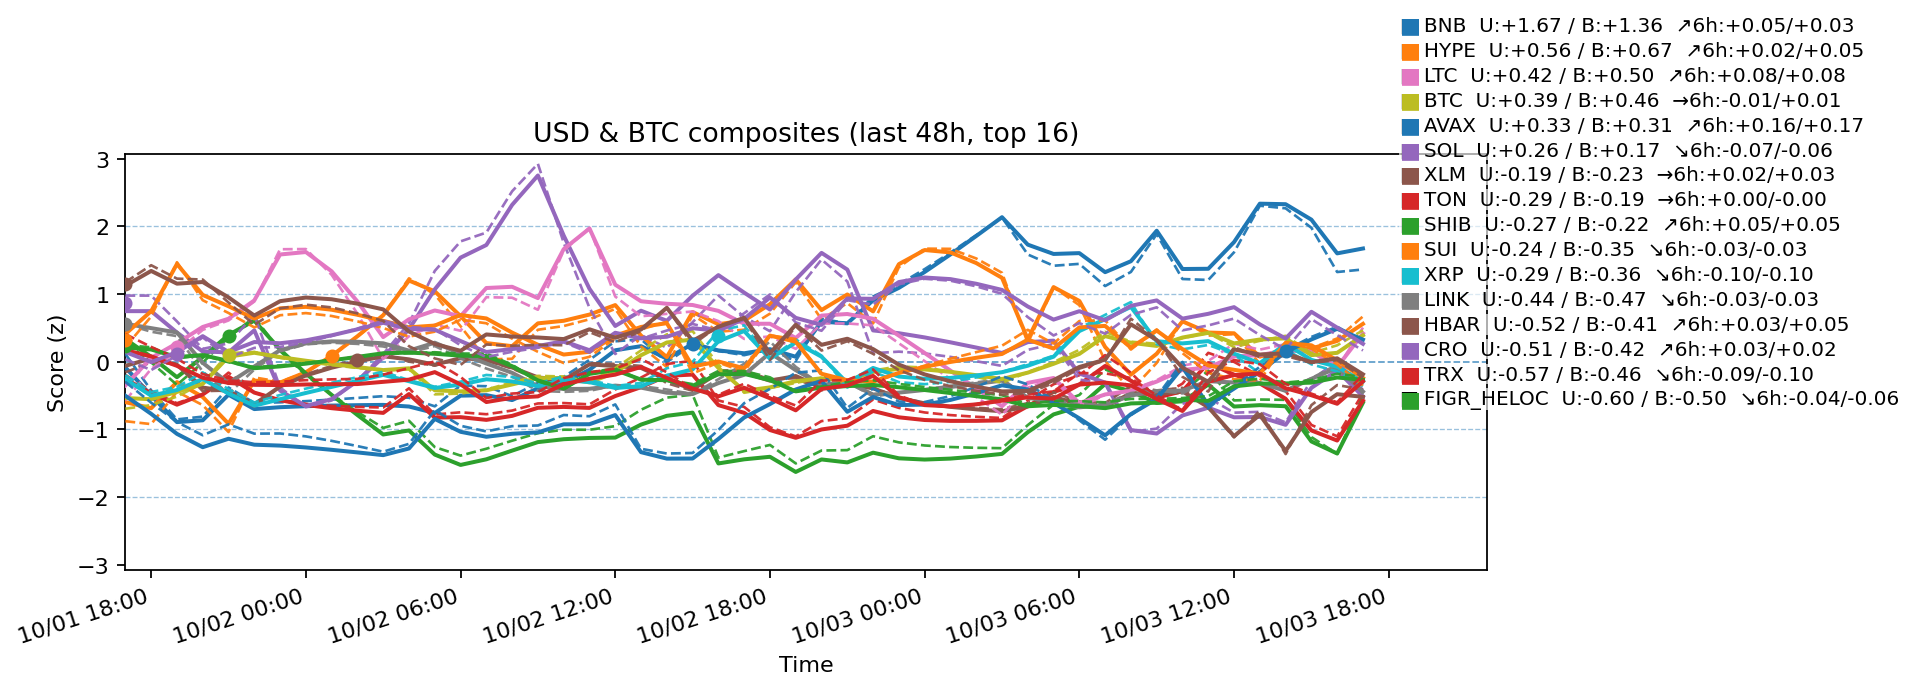 BNB  U:+1.67 / B:+1.36  ↗6h:+0.05/+0.03
HYPE  U:+0.56 / B:+0.67  ↗6h:+0.02/+0.05
LTC  U:+0.42 / B:+0.50  ↗6h:+0.08/+0.08
BTC  U:+0.39 / B:+0.46  →6h:-0.01/+0.01
AVAX  U:+0.33 / B:+0.31  ↗6h:+0.16/+0.17
SOL  U:+0.26 / B:+0.17  ↘6h:-0.07/-0.06
XLM  U:-0.19 / B:-0.23  →6h:+0.02/+0.03
TON  U:-0.29 / B:-0.19  →6h:+0.00/-0.00
SHIB  U:-0.27 / B:-0.22  ↗6h:+0.05/+0.05
SUI  U:-0.24 / B:-0.35  ↘6h:-0.03/-0.03
XRP  U:-0.29 / B:-0.36  ↘6h:-0.10/-0.10
LINK  U:-0.44 / B:-0.47  ↘6h:-0.03/-0.03
HBAR  U:-0.52 / B:-0.41  ↗6h:+0.03/+0.05
CRO  U:-0.51 / B:-0.42  ↗6h:+0.03/+0.02
TRX  U:-0.57 / B:-0.46  ↘6h:-0.09/-0.10
FIGR_HELOC  U:-0.60 / B:-0.50  ↘6h:-0.04/-0.06
USD & BTC composites (last 48h, top 16)
Score (z)
3
2
1
0
−1
−2
−3
10/01 18:00
10/02 00:00
10/02 06:00
10/02 12:00
10/02 18:00
10/03 00:00
10/03 06:00
10/03 12:00
10/03 18:00
Time